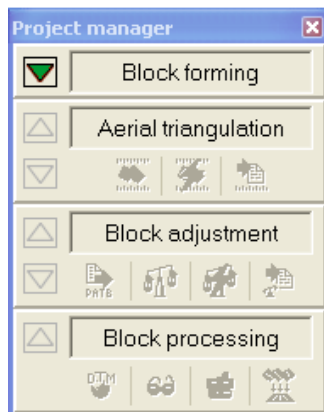 Project manager
Block forming
Aerial triangulation
Block adjustment
PATB
Block processing
DTM